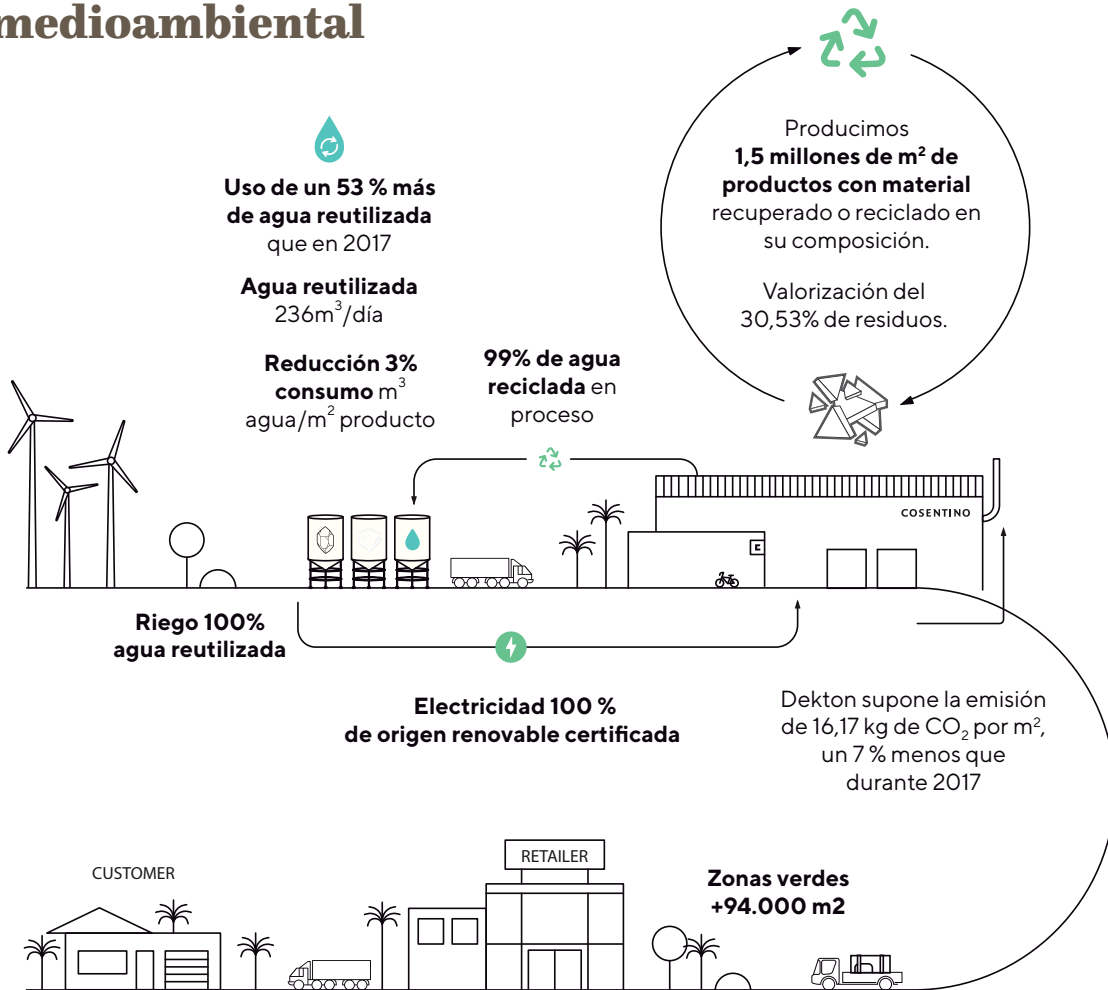 medioambiental
Uso de un 53 % más
de agua reutilizada
que en 2017
Agua reutilizada
236m³/día
Reducción 3%
consumo m³
agua/m² producto
99% de agua
reciclada en
proceso
Producimos
1,5 millones de m² de
productos con material
recuperado o reciclado en
su composición.
Valorización del
30,53% de residuos.
COSENTINO
Riego 100%
agua reutilizada
Electricidad 100 %
de origen renovable certificada
Dekton supone la emisión
de 16,17 kg de CO₂ por m²,
un 7 % menos que
durante 2017
CUSTOMER
RETAILER
Zonas verdes
+94.000 m2